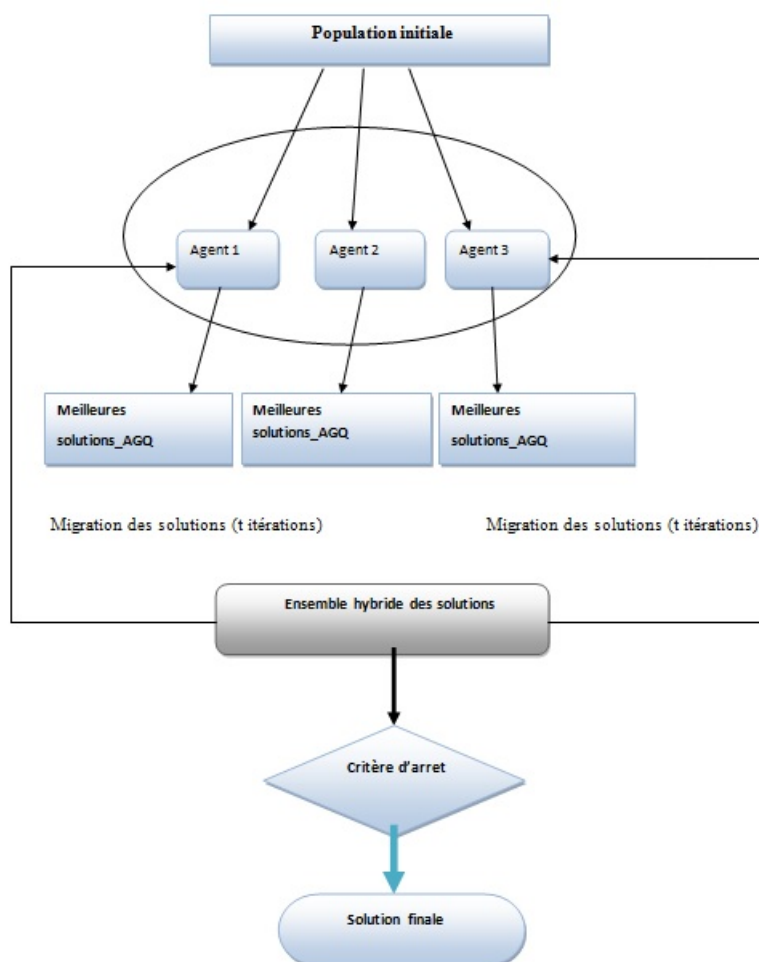 Population initiale
Agent 1
Agent 2
Agent 3
Meilleures
solutions_AGQ
Meilleures
solutions_AGQ
Meilleures
solutions_AGQ
Migration des solutions (t itérations)
Migration des solutions (t itérations)
Ensemble hybride des solutions
Critère d'arret
Solution finale